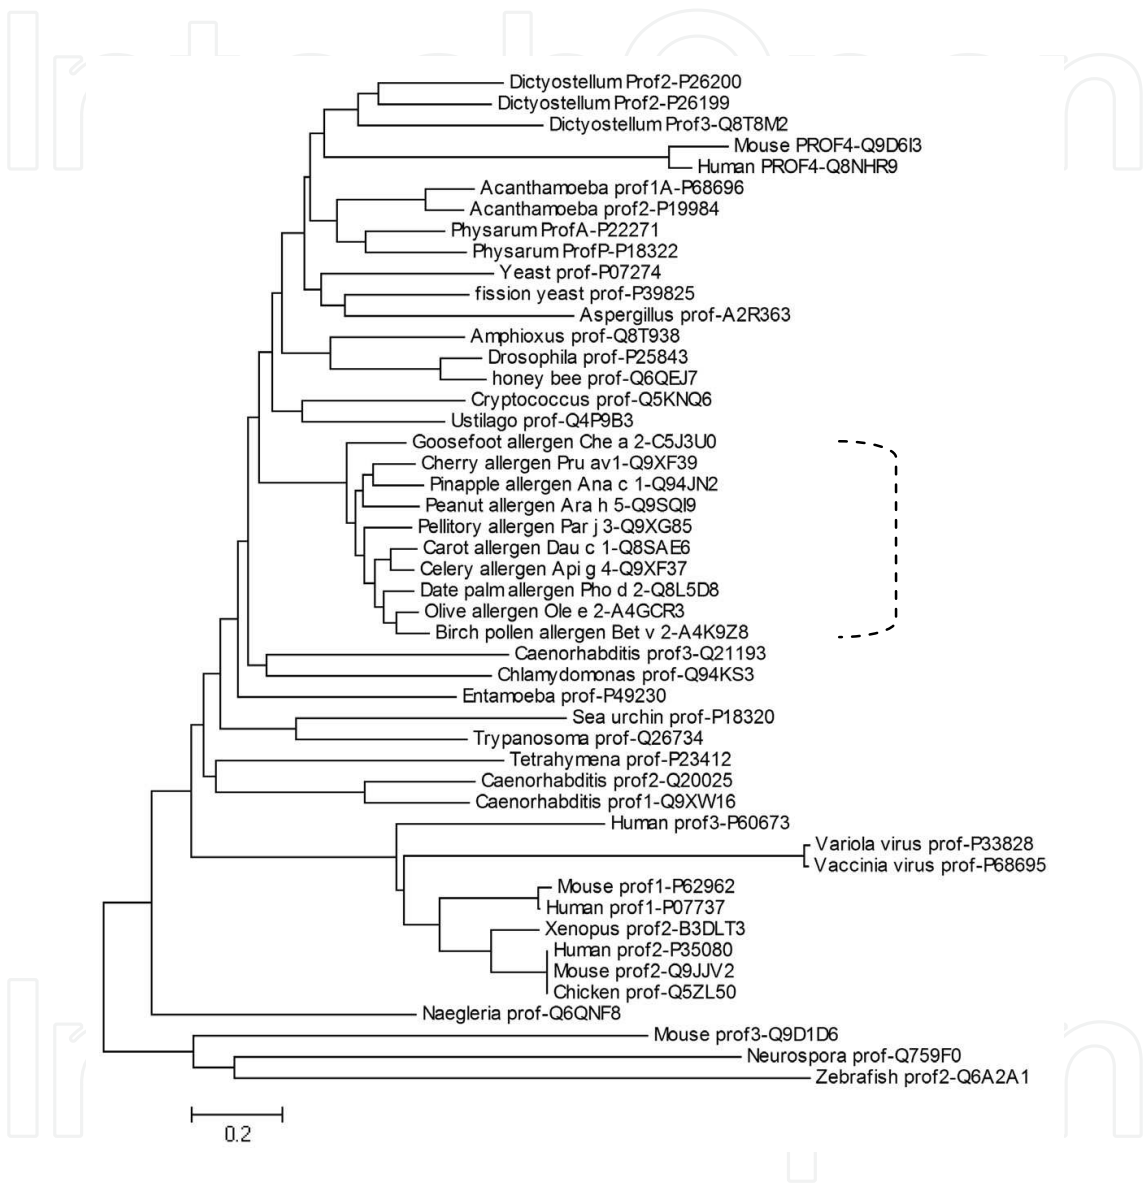 Dictyostellum Prof2-P26200
Dictyostellum Prof2-P26199
Dictyostellum Prof3-Q8T8M2
Mouse PROF4-Q9D6I3
Human PROF4-Q8NHR9
Acanthamoeba prof1A-P68696
Acanthamoeba prof2-P19984
Physarum ProfA-P22271
Physarum ProfP-P18322
Yeast prof-P07274
fission yeast prof-P39825
Aspergillus prof-A2R363
Amphioxus prof-Q8T938
Drosophila prof-P25843
honey bee prof-Q6QEJ7
Cryptococcus prof-Q5KNQ6
Ustilago prof-Q4P9B3
Goosefoot allergen Che a 2-C5J3U0
Cherry allergen Pru av1-Q9XF39
Pinapple allergen Ana c 1-Q94JN2
Peanut allergen Ara h 5-Q9SQI9
Pellitory allergen Par j 3-Q9XG85
Carot allergen Dau c 1-Q8SAE6
Celery allergen Api g 4-Q9XF37
Date palm allergen Pho d 2-Q8L5D8
Olive allergen Ole e 2-A4GCR3
Birch pollen allergen Bet v 2-A4K9Z8
Caenorhabditis prof3-Q21193
Chlamydomonas prof-Q94KS3
Entamoeba prof-P49230
Sea urchin prof-P18320
Trypanosoma prof-Q26734
Tetrahymena prof-P23412
Caenorhabditis prof2-Q20025
Caenorhabditis prof1-Q9XW16
Human prof3-P60673
Variola virus prof-P33828
Vaccinia virus prof-P68695
Mouse prof1-P62962
Human prof1-P07737
Xenopus prof2-B3DLT3
Human prof2-P35080
Mouse prof2-Q9JJV2
Chicken prof-Q5ZL50
Naegleria prof-Q6QNF8
Mouse prof3-Q9D1D6
Neurospora prof-Q759F0
Zebrafish prof2-Q6A2A1
0.2